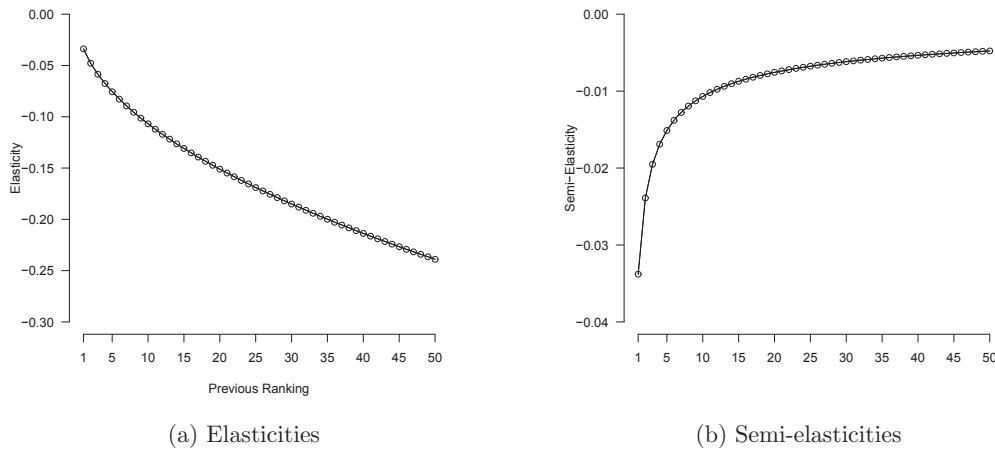 0.00
−0.05
−0.10
−0.15
−0.20
−0.25
−0.30
Elasticity
1 5 10 15 20 25 30 35 40 45 50
Previous Ranking
(a) Elasticities
0.00
−0.01
−0.02
−0.03
−0.04
Semi−Elasticity
1 5 10 15 20 25 30 35 40 45 50
(b) Semi-elasticities